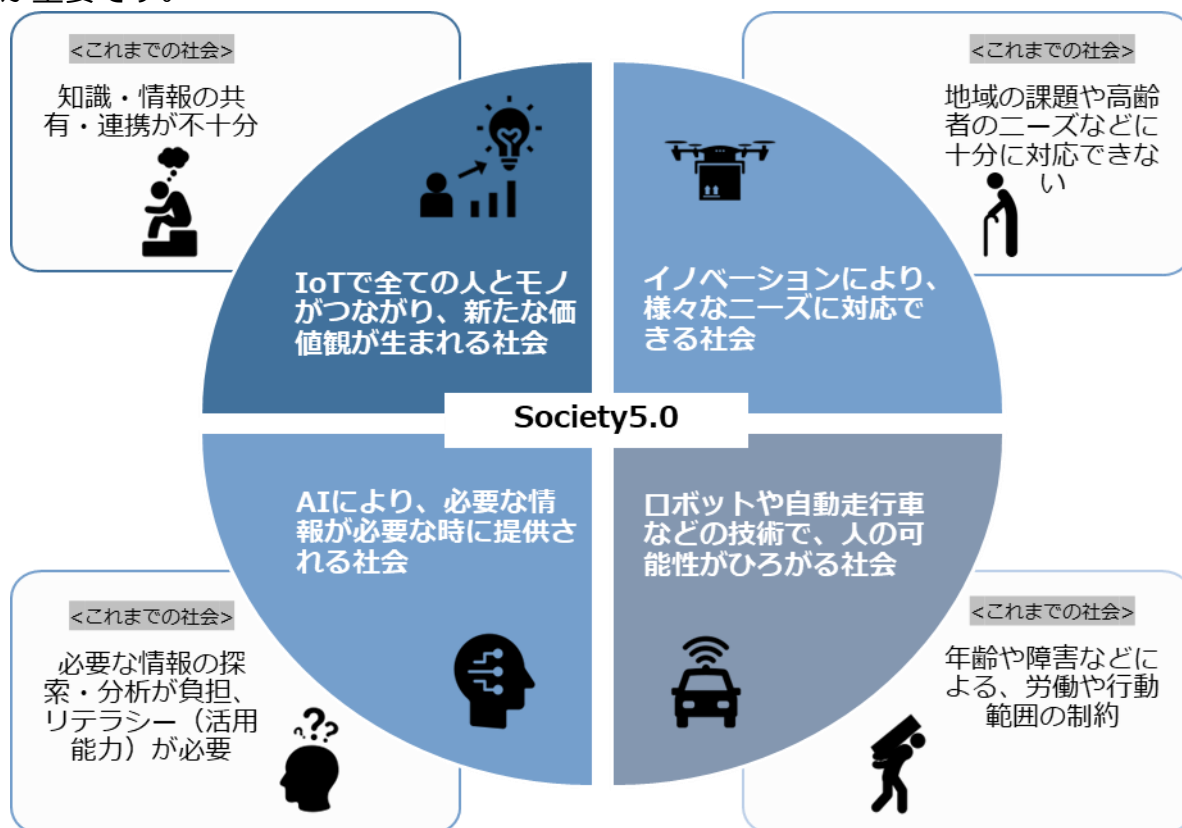 が重要です。
<これまでの社会>
知識・情報の共
有・連携が不十分
<これまでの社会>
地域の課題や高齢
者のニーズなどに
十分に対応できな
い
IoTで全ての人とモノ
がつながり、新たな価
値観が生まれる社会
イノベーションにより、
様々なニーズに対応で
きる社会
Society5.0
AIにより、必要な情
報が必要な時に提供さ
れる社会
ロボットや自動走行車
などの技術で、人の可
能性がひろがる社会
<これまでの社会>
必要な情報の探
索・分析が負担、
リテラシー（活用
能力）が必要
<これまでの社会>
年齢や障害などに
よる、労働や行動
範囲の制約